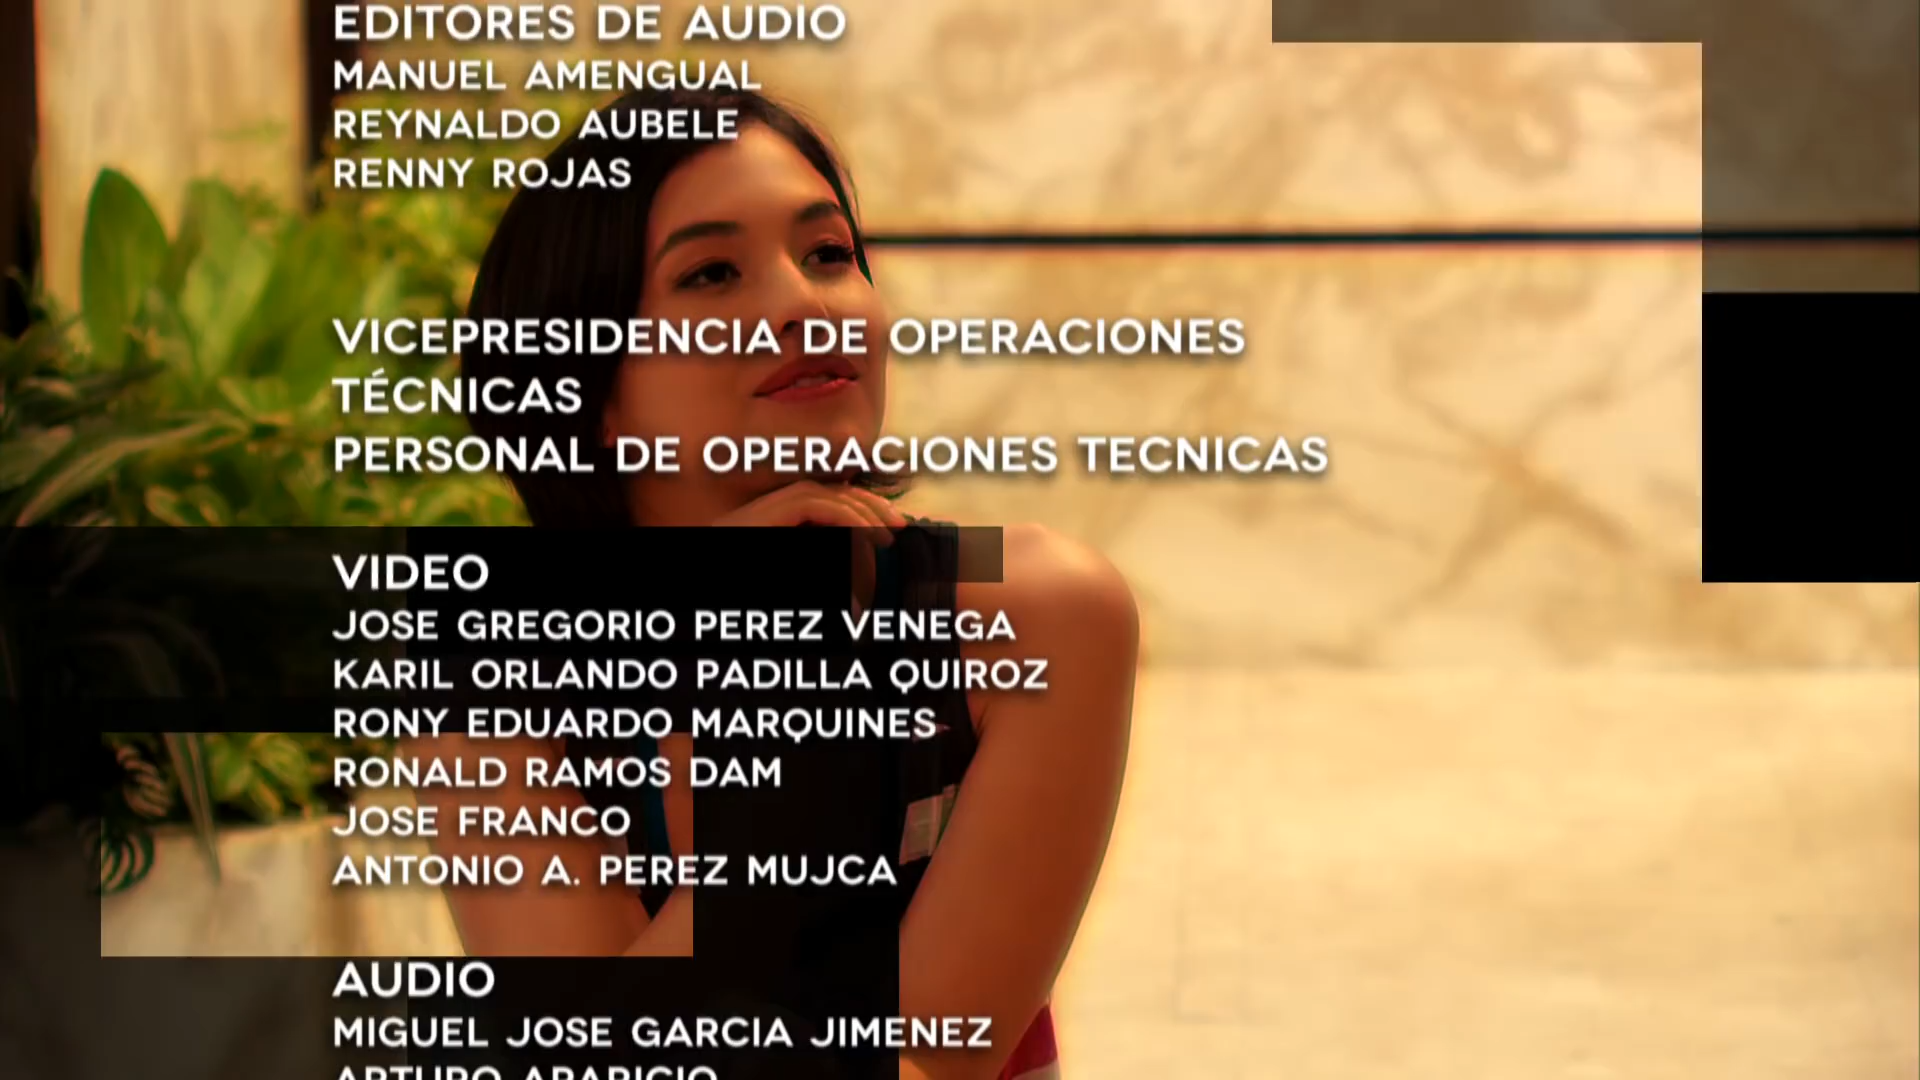 EDITORES DE AUDIO
MANUEL AMENGUAL
REYNALDO AUBELE
RENNY ROJAS
VICEPRESIDENCIA DE OPERACIONES
TÉCNICAS
PERSONAL DE OPERACIONES TECNICAS
VIDEO
JOSE GREGORIO PEREZ VENEGA
KARIL ORLANDO PADILLA QUIROZ
RONY EDUARDO MARQUINES
RONALD RAMOS DAM
JOSE FRANCO
ANTONIO A. PEREZ MUJCA
AUDIO
MIGUEL JOSE GARCIA JIMENEZ
ARTURO APARICIO